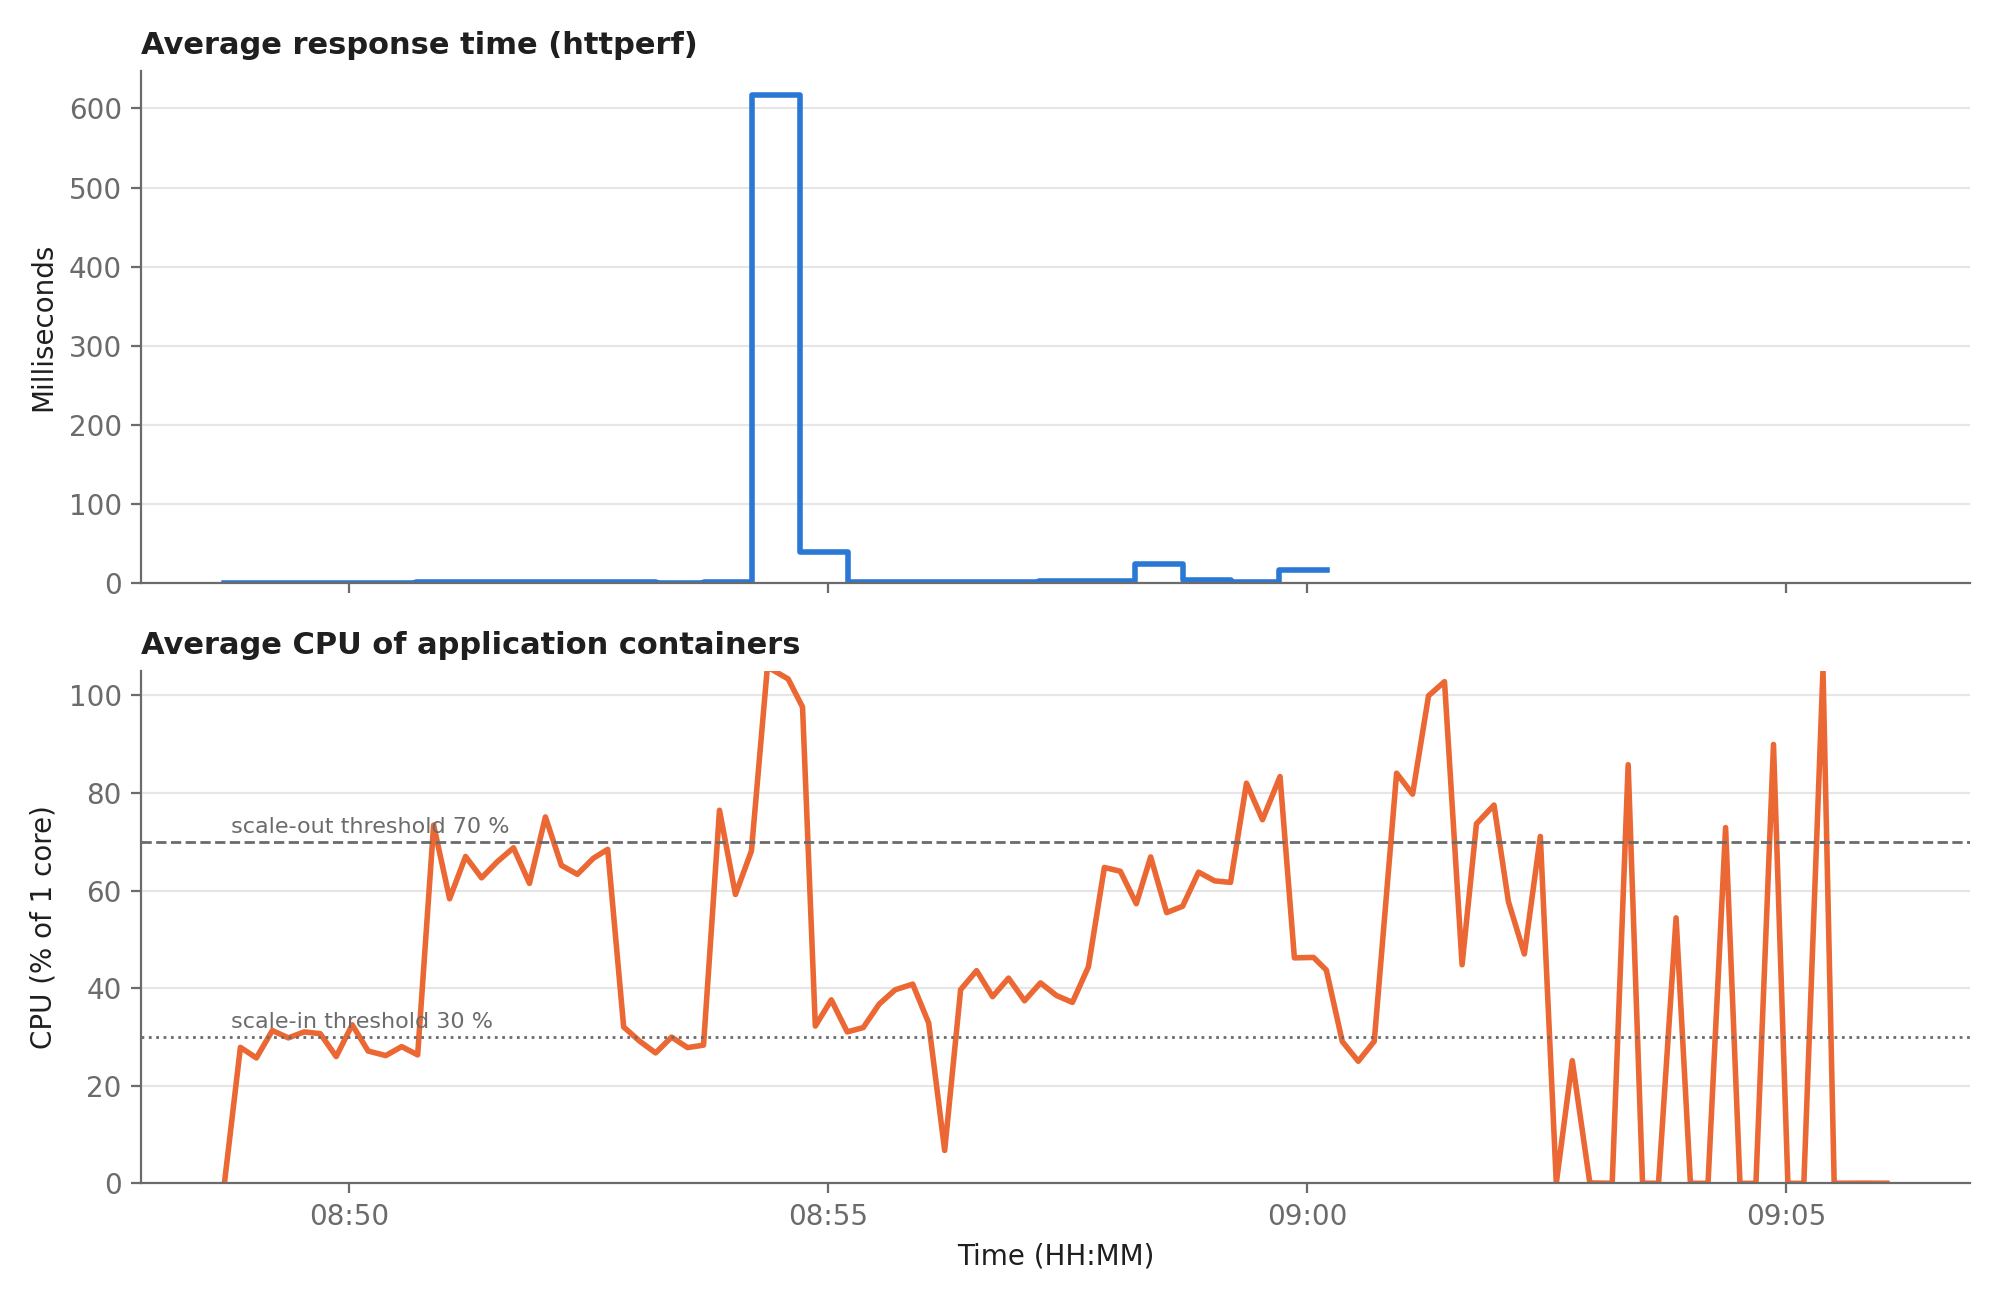 Average response time (httperf)
600
500
400
300
200
100
0
Milliseconds
Average CPU of application containers
100
80
60
40
20
0
CPU (% of 1 core)
scale-out threshold 70 %
scale-in threshold 30 %
08:50
08:55
09:00
09:05
Time (HH:MM)